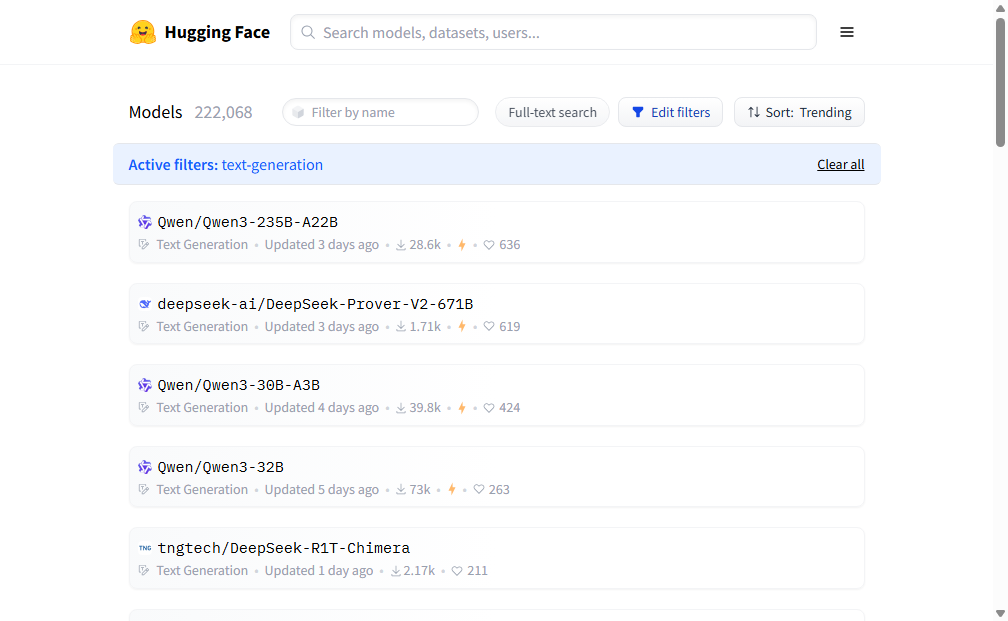 Hugging Face
Search models, datasets, users...
Models 222,068
Filter by name
Full-text search
Edit filters
Sort: Trending
Active filters: text-generation
Clear all
Qwen/Qwen3-235B-A22B
Text Generation • Updated 3 days ago • 28.6k • • 636
deepseek-ai/DeepSeek-Prover-V2-671B
Text Generation • Updated 3 days ago • 1.71k • • 619
Qwen/Qwen3-30B-A3B
Text Generation • Updated 4 days ago • 39.8k • • 424
Qwen/Qwen3-32B
Text Generation • Updated 5 days ago • 73k • • 263
TNG tngtech/DeepSeek-R1T-Chimera
Text Generation • Updated 1 day ago • 2.17k • 211